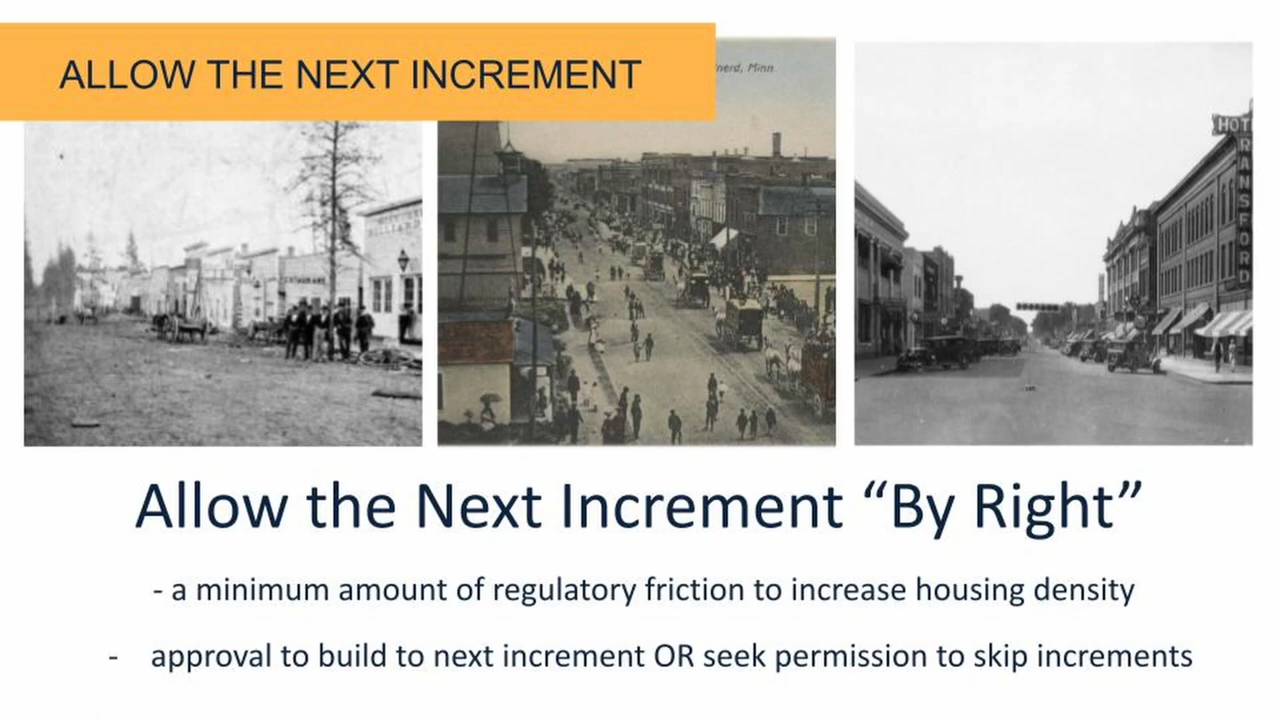 ALLOW THE NEXT INCREMENT
nerd, Minn.
HOT
RANSFORD
Allow the Next Increment “By Right”
- a minimum amount of regulatory friction to increase housing density
- approval to build to next increment OR seek permission to skip increments